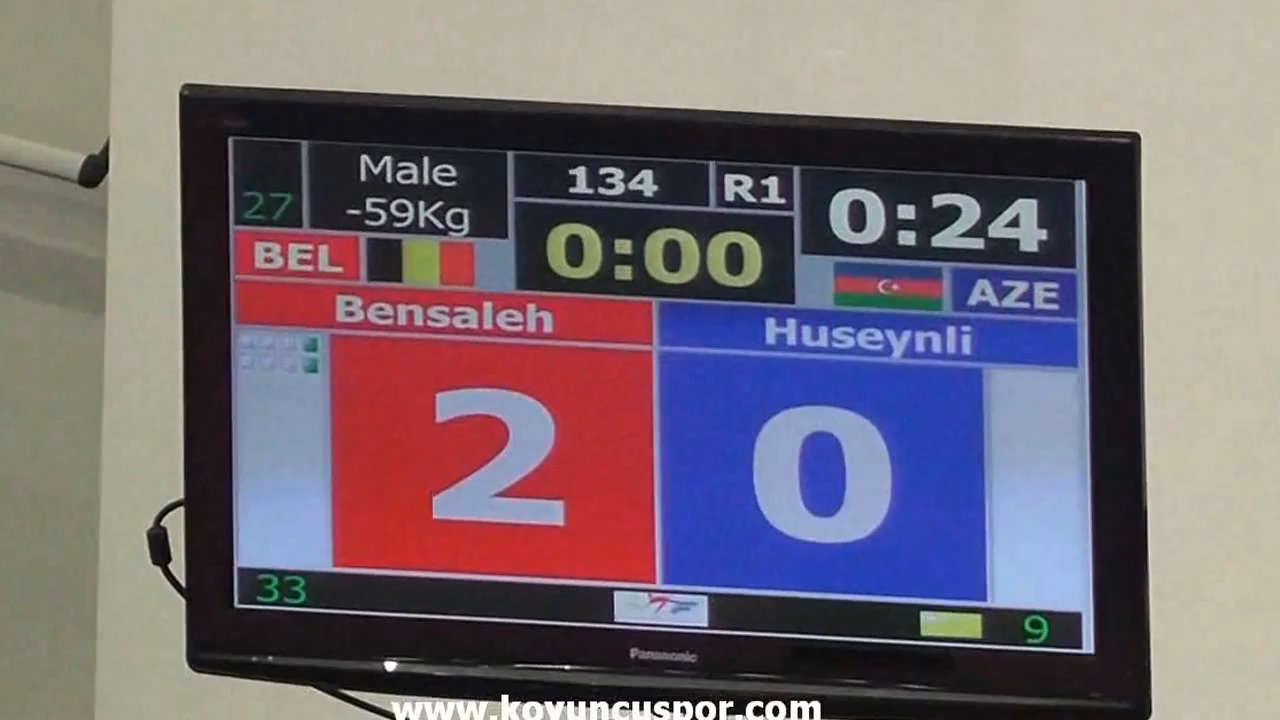 27
Male
-59Kg
134
R1
0:24
BEL
0:00
AZE
Bensaleh
Huseynli
2
0
33
9
Panasonic
www.koyuncuspor.com